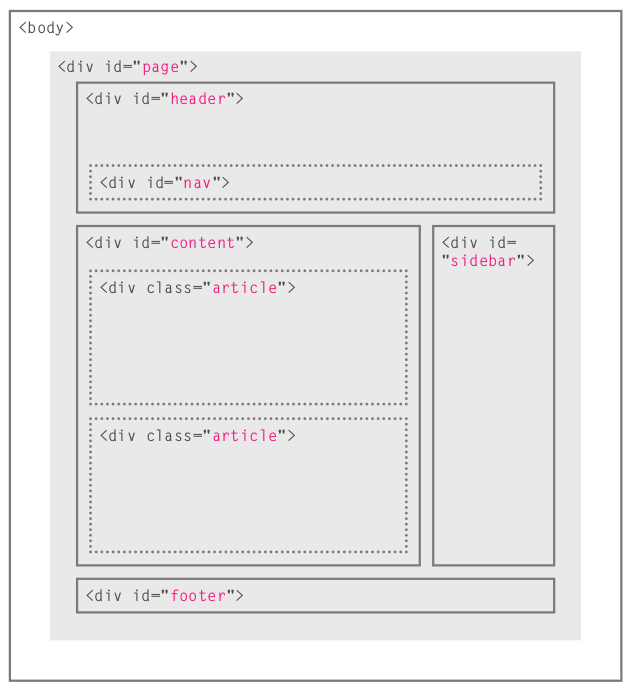 <body>
<div id="page">
<div id="header">
<div id="nav">
<div id="content">
<div class="article">
<div class="article">
<div id=
"sidebar">
<div id="footer">